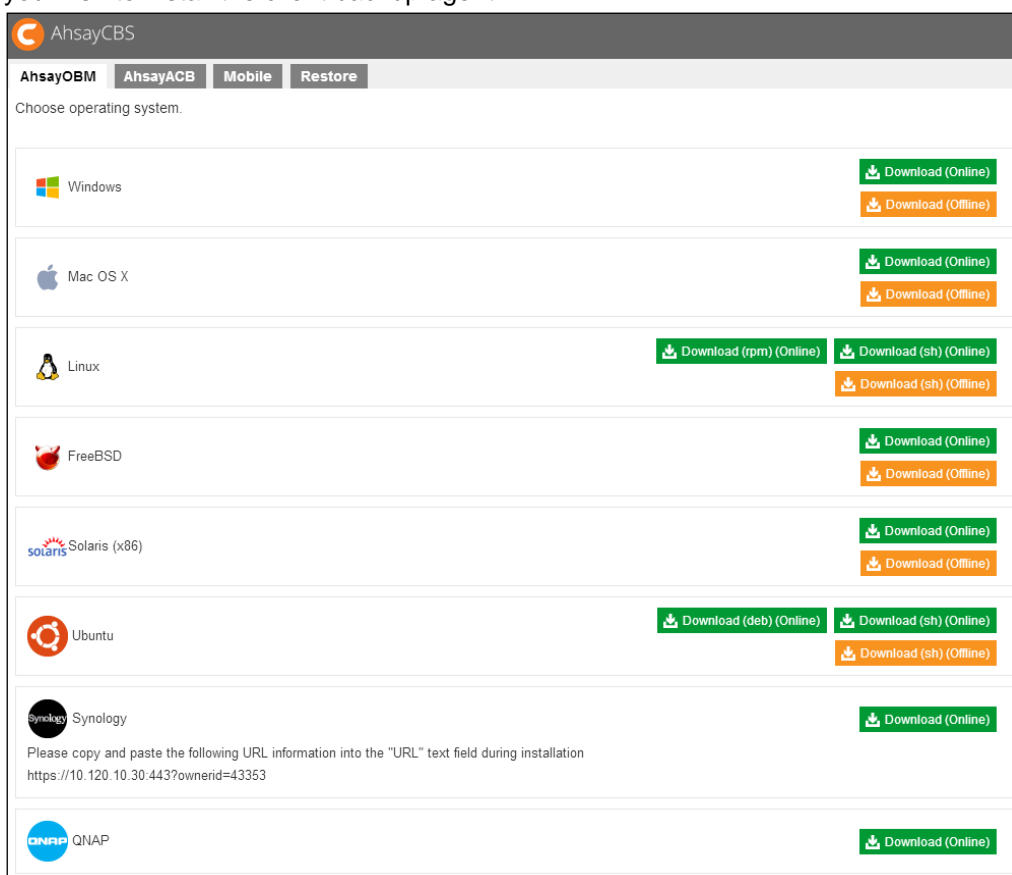 AhsayCBS
AhsayOBM AhsayACB Mobile Restore
Choose operating system.
Windows
Download (Online)
Download (Offline)
Mac OS X
Download (Online)
Download (Offline)
Linux
Download (rpm) (Online) Download (sh) (Online)
Download (sh) (Offline)
FreeBSD
Download (Online)
Download (Offline)
solaris Solaris (x86)
Download (Online)
Download (Offline)
Ubuntu
Download (deb) (Online) Download (sh) (Online)
Download (sh) (Offline)
Synology Synology
Download (Online)
Please copy and paste the following URL information into the "URL" text field during installation
https://10.120.10.30:443?ownerid=43353
QNAP QNAP
Download (Online)